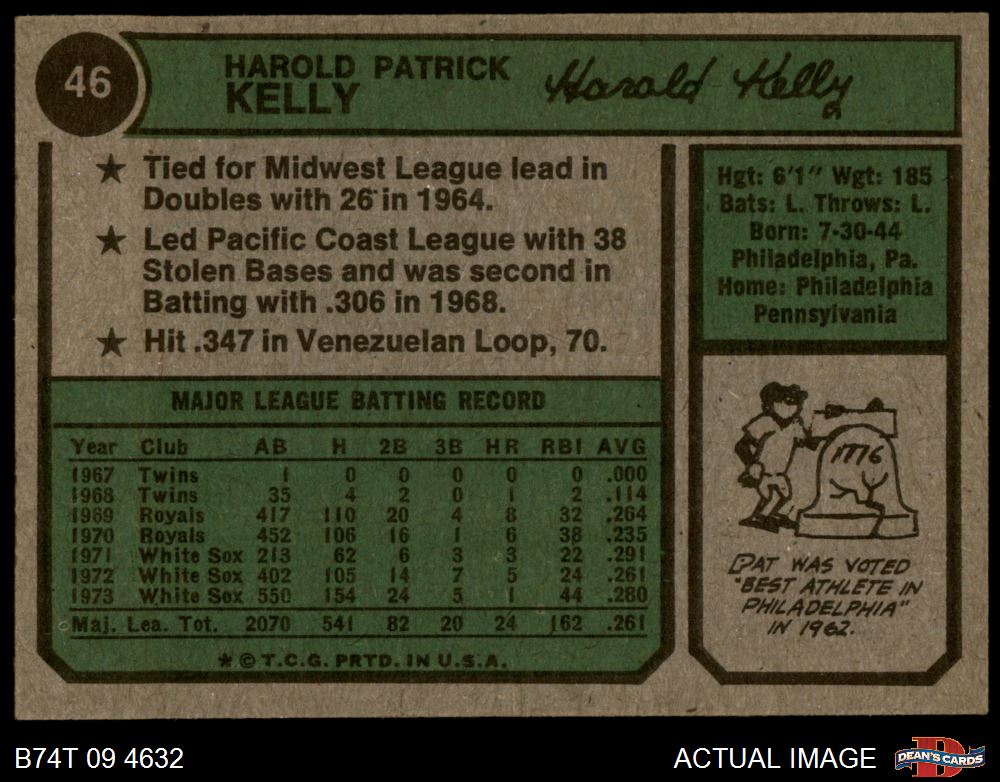 46
HAROLD PATRICK
KELLY
Harold Kelly
★ Tied for Midwest League lead in
Doubles with 26 in 1964.
★ Led Pacific Coast League with 38
Stolen Bases and was second in
Batting with .306 in 1968.
★ Hit .347 in Venezuelan Loop, 70.
Hgt: 6'1" Wgt: 185
Bats: L. Throws: L.
Born: 7-30-44
Philadelphia, Pa.
Home: Philadelphia
Pennsylvania
MAJOR LEAGUE BATTING RECORD
Year Club AB H 2B 3B HR RBI AVG
1967 Twins 1 0 0 0 0 0 .000
1968 Twins 35 4 2 0 1 2 .114
1969 Royals 417 110 20 4 8 32 .264
1970 Royals 452 106 16 1 6 38 .235
1971 White Sox 213 62 6 3 3 22 .291
1972 White Sox 402 105 14 7 5 24 .261
1973 White Sox 550 154 24 5 1 44 .280
Maj. Lea. Tot. 2070 541 82 20 24 162 .261
★ © T.C.G. PRTD. IN U.S.A.
1776
PAT WAS VOTED
"BEST ATHLETE IN
PHILADELPHIA"
IN 1962.
B74T 09 4632
ACTUAL IMAGE
D
DEAN'S CARDS